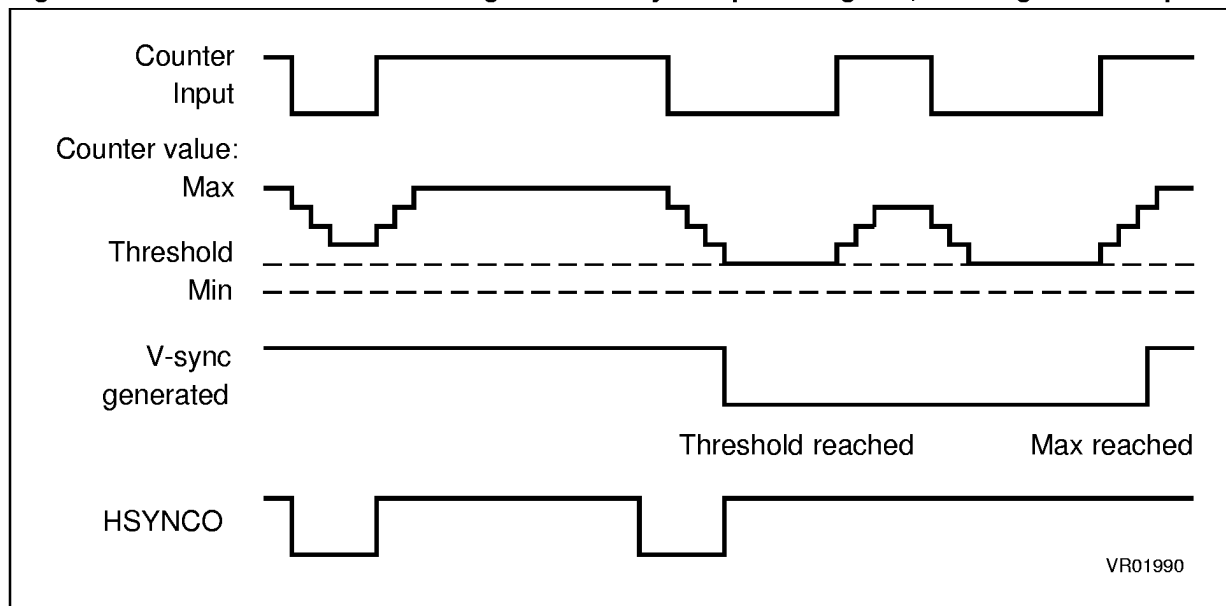 Counter
Input
Counter value:
Max
Threshold
Min
V-sync
generated
Threshold reached
Max reached
HSYNCO
VR01990